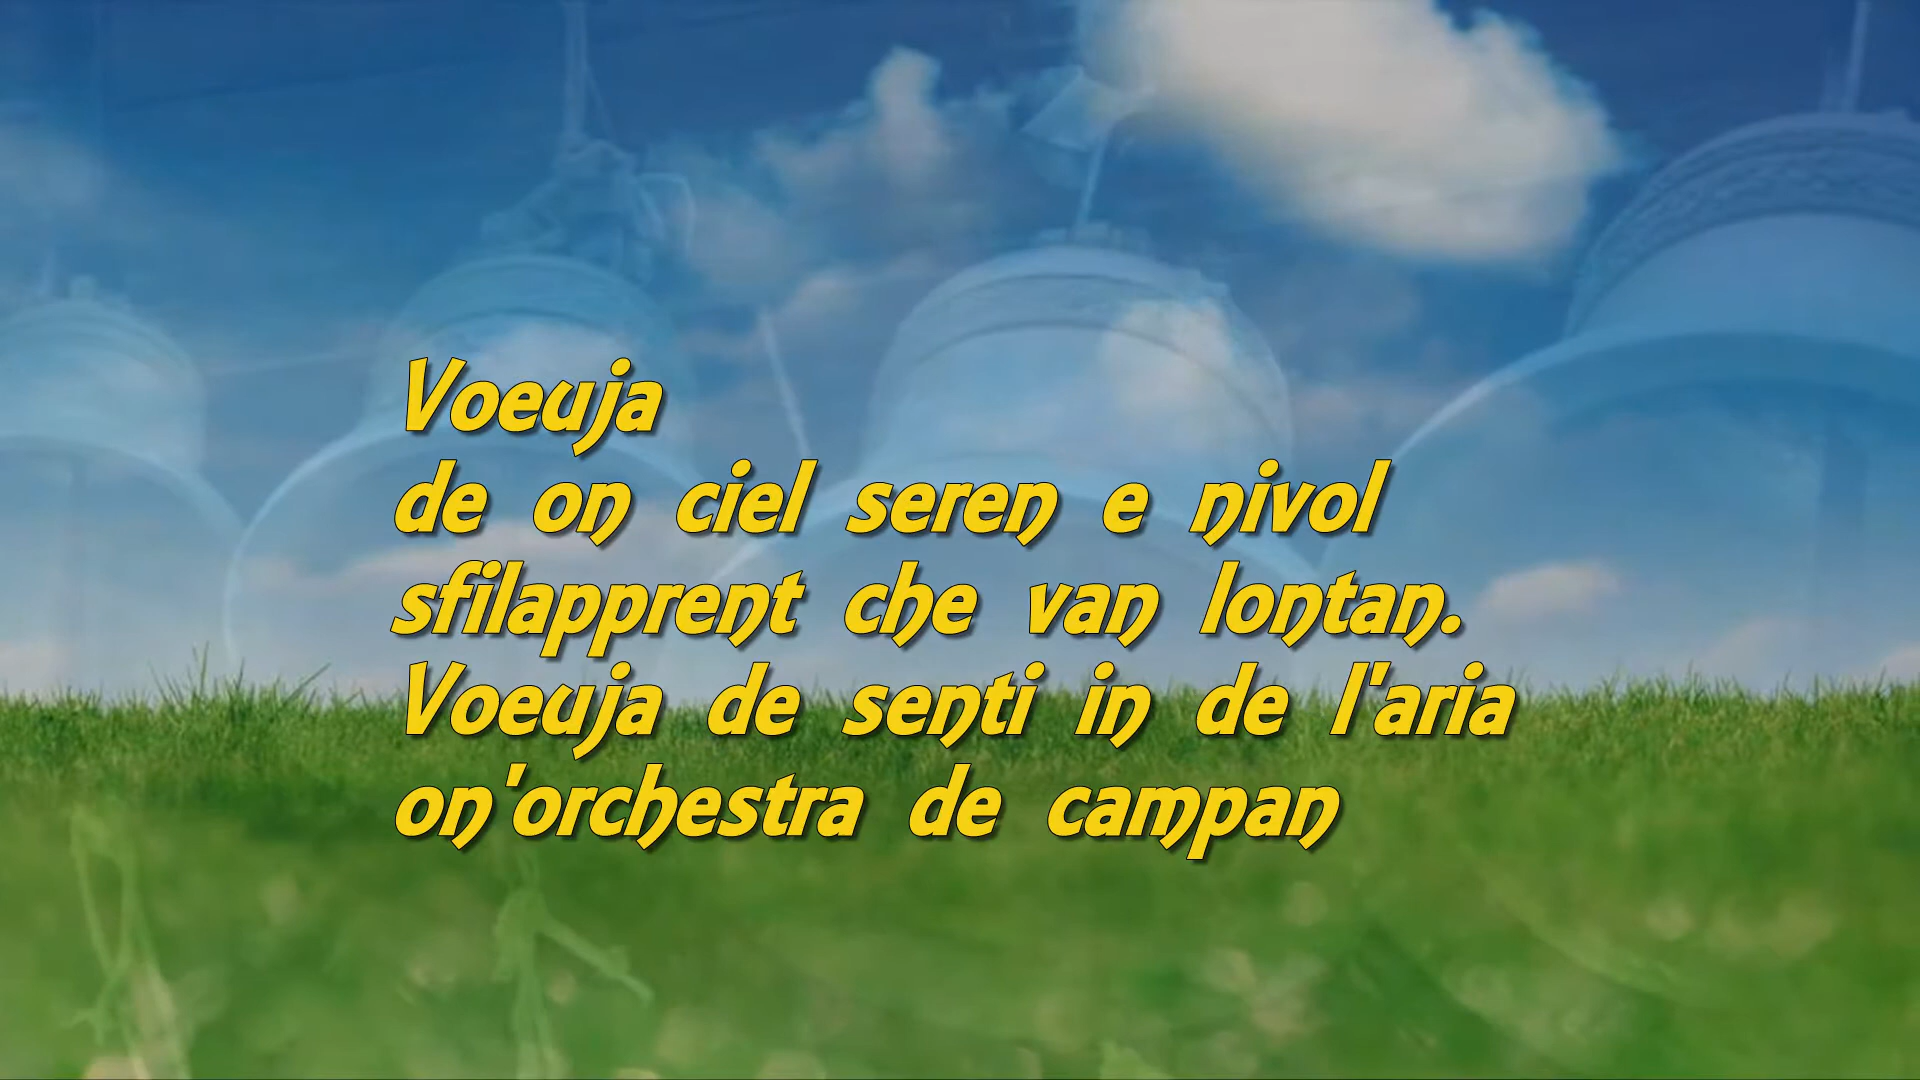 Voeuja
de on ciel seren e nivol
sfilapprent che van lontan.
Voeuja de senti in de l'aria
on'orchestra de campan